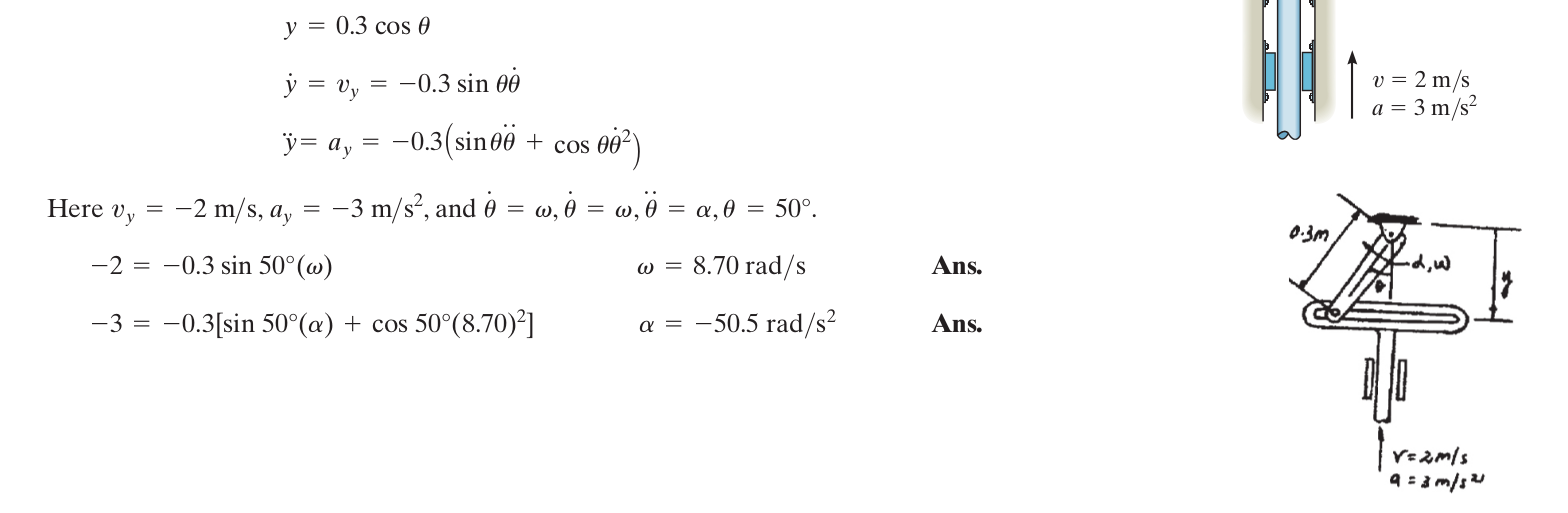 y = 0.3 cos θ
ẏ = v_y = −0.3 sin θθ̇
ÿ= a_y = −0.3(sin θθ̈ + cos θθ̇²)
Here v_y = −2 m/s, a_y = −3 m/s², and θ̇ = ω, θ̇ = ω, θ̈ = α, θ = 50°.
−2 = −0.3 sin 50°(ω) ω = 8.70 rad/s Ans.
−3 = −0.3[sin 50°(α) + cos 50°(8.70)²] α = −50.5 rad/s² Ans.
v = 2 m/s
a = 3 m/s²
0.3m
α, ω
θ
y
v=2m/s
a=3m/s²